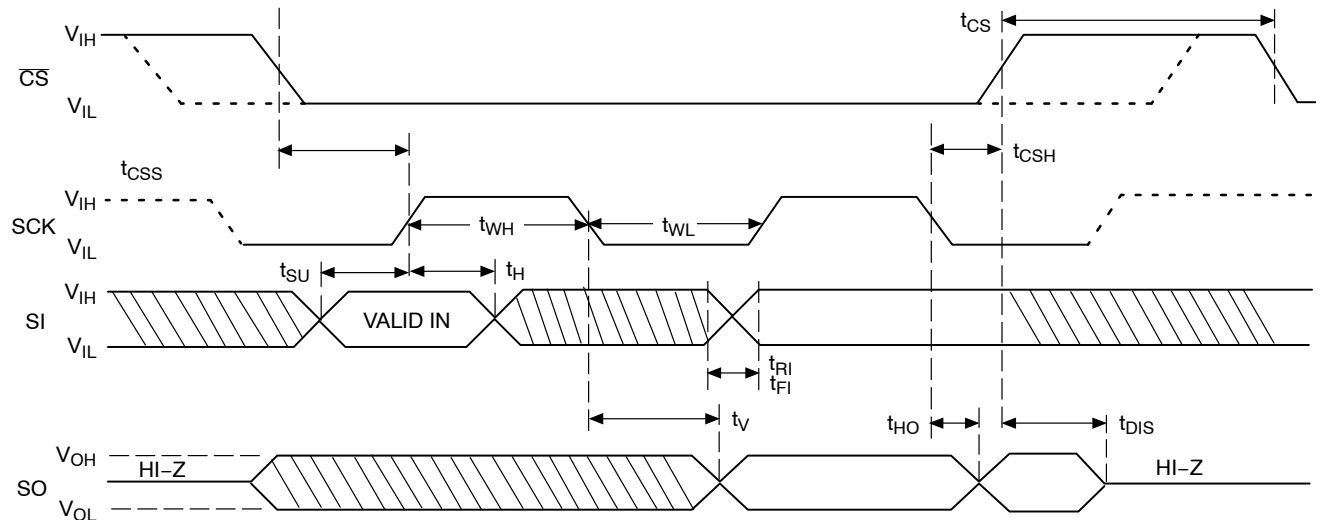 tCS
VIH
CS
VIL
tCSS
tCSH
VIH
SCK
tWH
tWL
VIL
tSU
tH
VIH
SI
VALID IN
VIL
tRI
tFI
tV
tHO
tDIS
VOH
HI–Z
HI–Z
SO
VOL